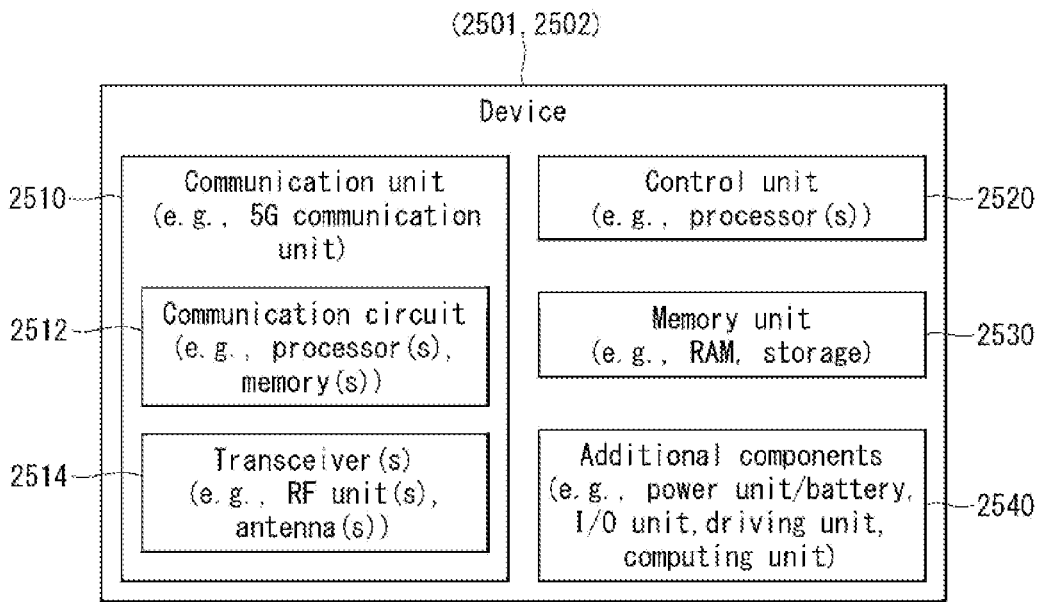 (2501, 2502)
Device
2510
Communication unit
(e.g., 5G communication
unit)
2512
Communication circuit
(e.g., processor(s),
memory(s))
2514
Transceiver(s)
(e.g., RF unit(s),
antenna(s))
Control unit
(e.g., processor(s))
2520
Memory unit
(e.g., RAM, storage)
2530
Additional components
(e.g., power unit/battery,
I/O unit, driving unit,
computing unit)
2540